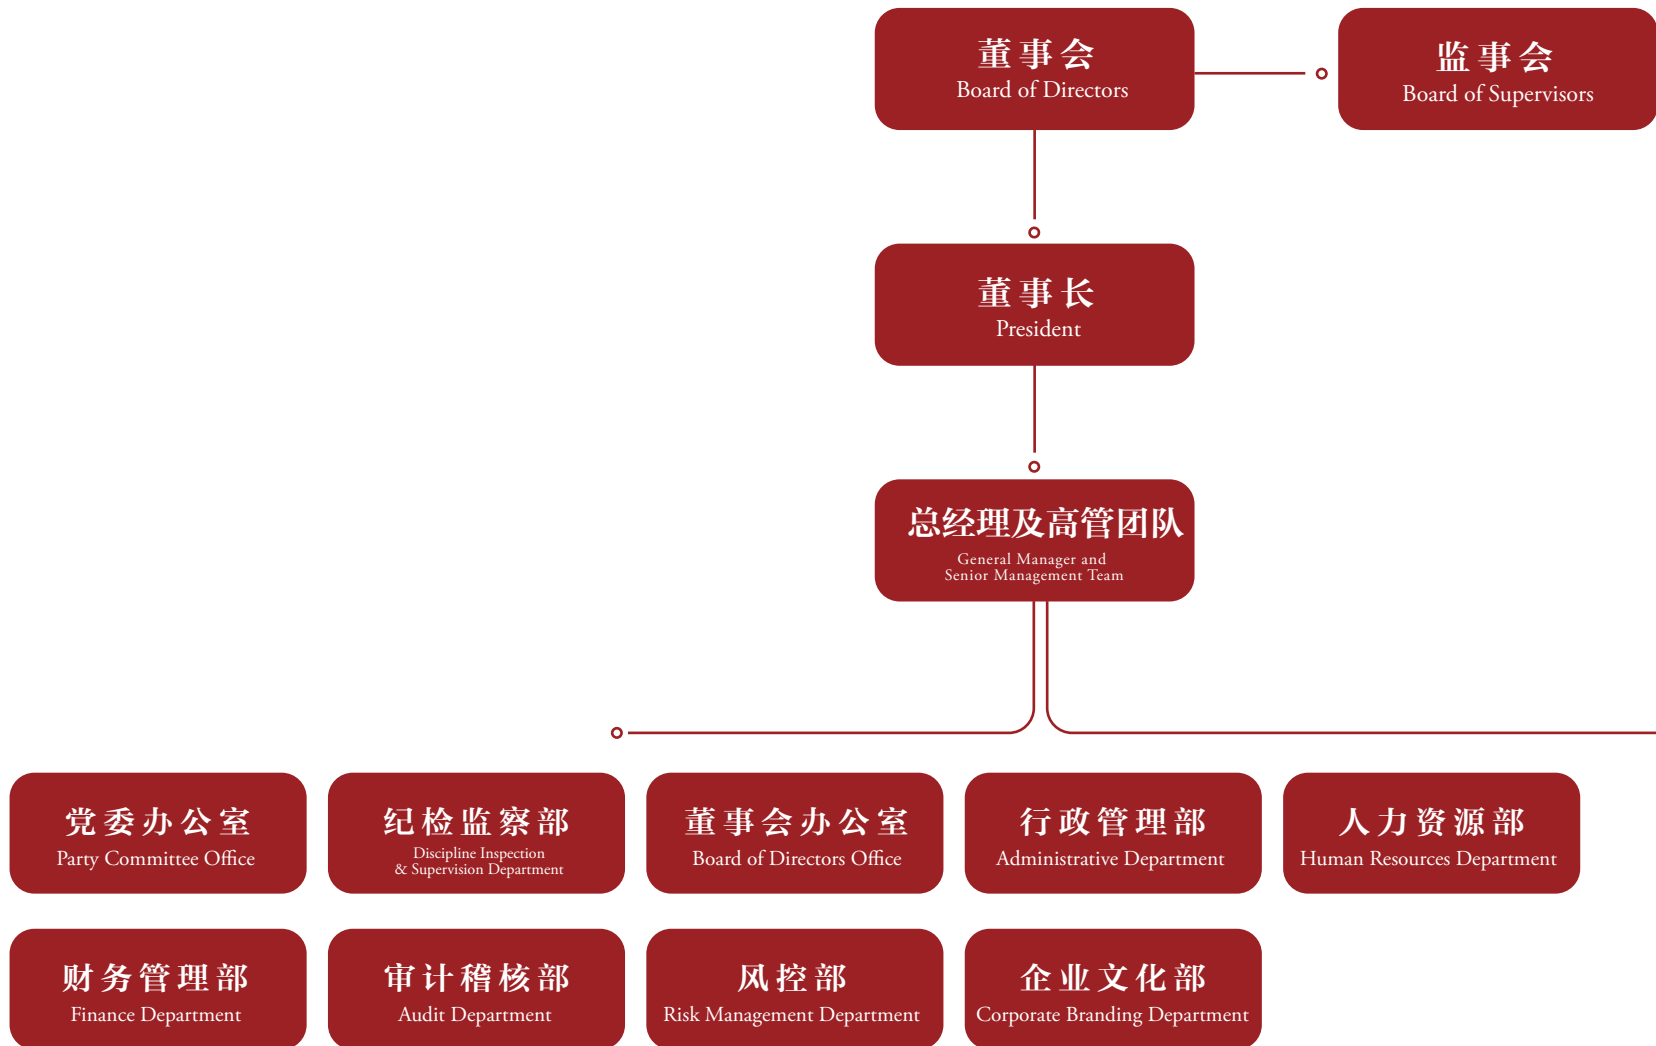 董事会
Board of Directors
监事会
Board of Supervisors
董事长
President
总经理及高管团队
General Manager and
Senior Management Team
党委办公室
Party Committee Office
纪检监察部
Discipline Inspection
& Supervision Department
董事会办公室
Board of Directors Office
行政管理部
Administrative Department
人力资源部
Human Resources Department
财务管理部
Finance Department
审计稽核部
Audit Department
风控部
Risk Management Department
企业文化部
Corporate Branding Department